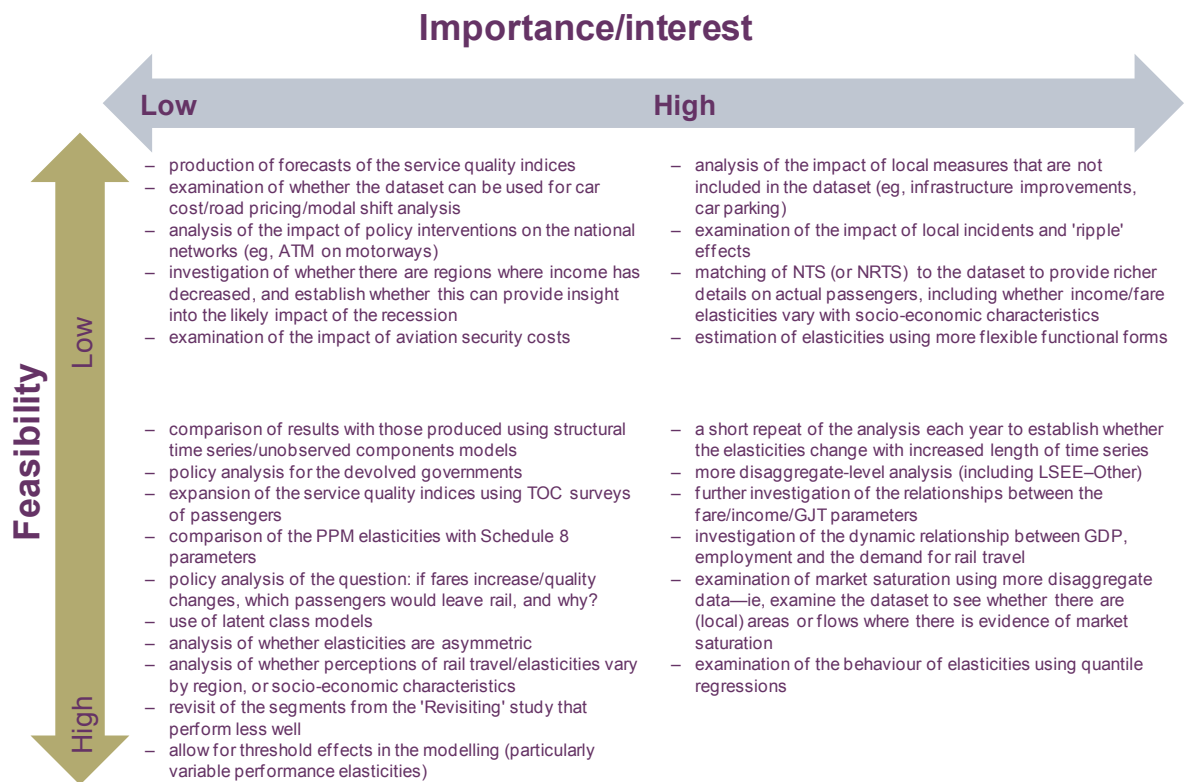 Importance/interest
Low
High
Feasibility
Low
– production of forecasts of the service quality indices
– examination of whether the dataset can be used for car
cost/road pricing/modal shift analysis
– analysis of the impact of policy interventions on the national
networks (eg, ATM on motorways)
– investigation of whether there are regions where income has
decreased, and establish whether this can provide insight
into the likely impact of the recession
– examination of the impact of aviation security costs
– analysis of the impact of local measures that are not
included in the dataset (eg, infrastructure improvements,
car parking)
– examination of the impact of local incidents and 'ripple'
effects
– matching of NTS (or NRTS) to the dataset to provide richer
details on actual passengers, including whether income/fare
elasticities vary with socio-economic characteristics
– estimation of elasticities using more flexible functional forms
High
– comparison of results with those produced using structural
time series/unobserved components models
– policy analysis for the devolved governments
– expansion of the service quality indices using TOC surveys
of passengers
– comparison of the PPM elasticities with Schedule 8
parameters
– policy analysis of the question: if fares increase/quality
changes, which passengers would leave rail, and why?
– use of latent class models
– analysis of whether elasticities are asymmetric
– analysis of whether perceptions of rail travel/elasticities vary
by region, or socio-economic characteristics
– revisit of the segments from the 'Revisiting' study that
perform less well
– allow for threshold effects in the modelling (particularly
variable performance elasticities)
– a short repeat of the analysis each year to establish whether
the elasticities change with increased length of time series
– more disaggregate-level analysis (including LSEE–Other)
– further investigation of the relationships between the
fare/income/GJT parameters
– investigation of the dynamic relationship between GDP,
employment and the demand for rail travel
– examination of market saturation using more disaggregate
data—ie, examine the dataset to see whether there are
(local) areas or flows where there is evidence of market
saturation
– examination of the behaviour of elasticities using quantile
regressions